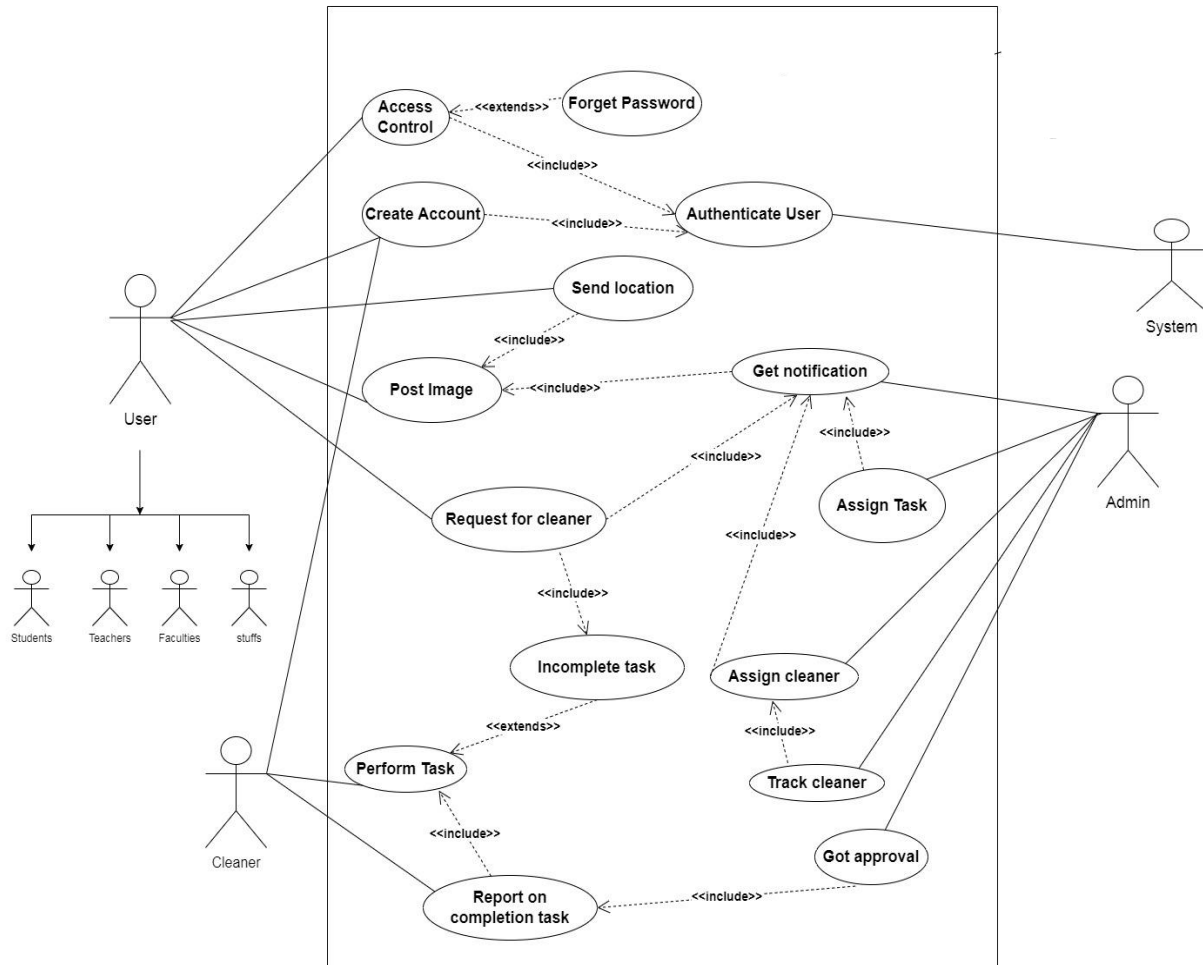 Access
Control
<<extends>>
Forget Password
<<include>>
Create Account
<<include>>
Authenticate User
Send location
<<include>>
System
Post Image
<<include>>
Get notification
User
<<include>>
<<include>>
Admin
Request for cleaner
Assign Task
<<include>>
<<include>>
Students
Teachers
Faculties
stuffs
Incomplete task
Assign cleaner
<<extends>>
<<include>>
Perform Task
Track cleaner
<<include>>
Cleaner
Got approval
Report on
completion task
<<include>>